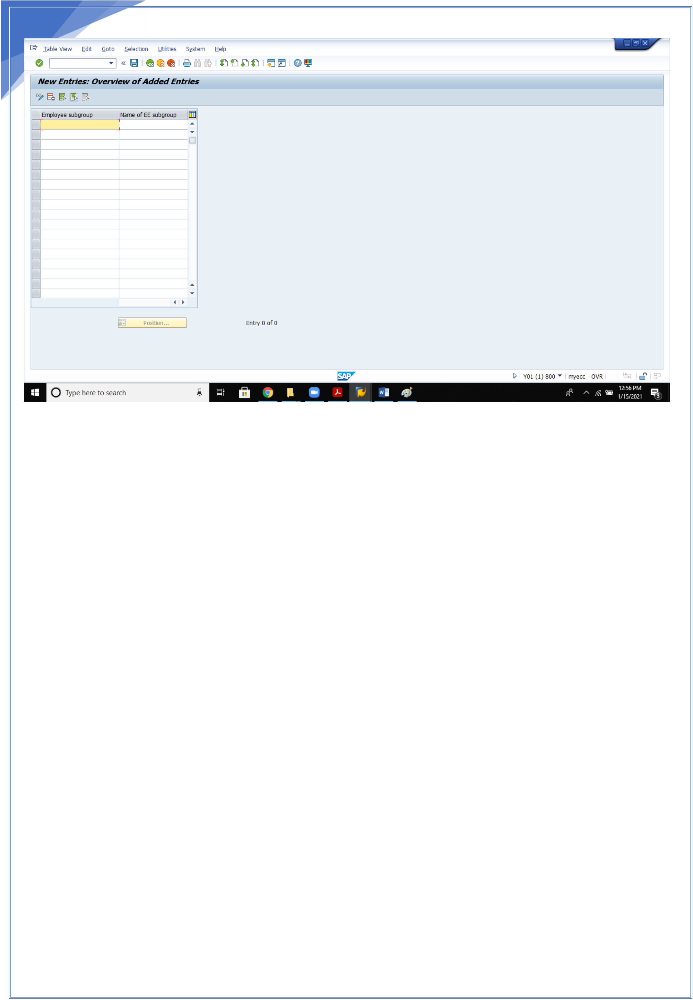 Table View Edit Goto Selection Utilities System Help
New Entries: Overview of Added Entries
Employee subgroup Name of EE subgroup
Position... Entry 0 of 0
SAP Y01 (1) 800 myecc OVR
Type here to search 12:56 PM
1/15/2021 3